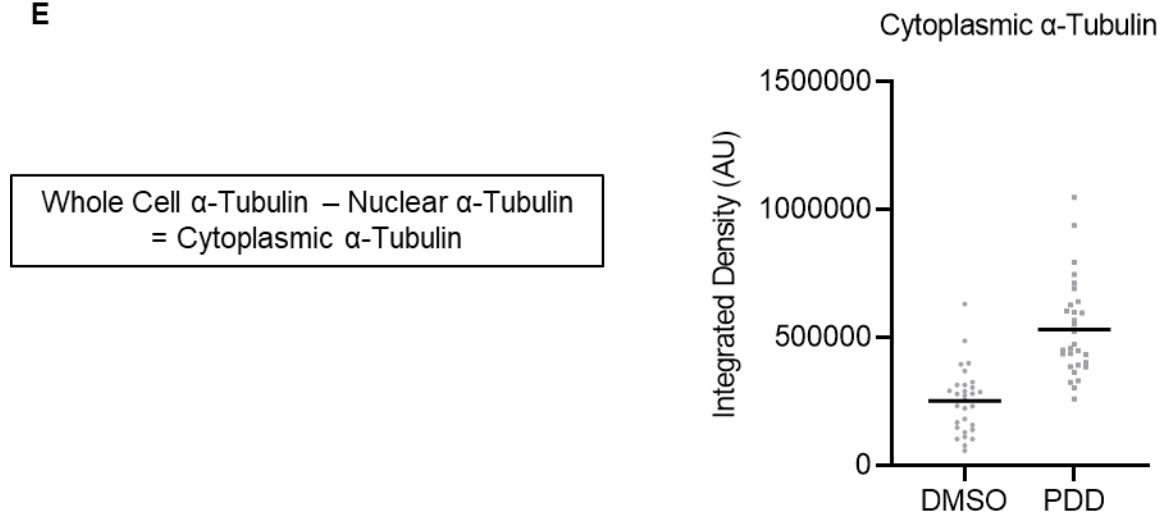 E
Whole Cell α-Tubulin – Nuclear α-Tubulin
= Cytoplasmic α-Tubulin
Cytoplasmic α-Tubulin
Integrated Density (AU)
1500000
1000000
500000
0
DMSO PDD